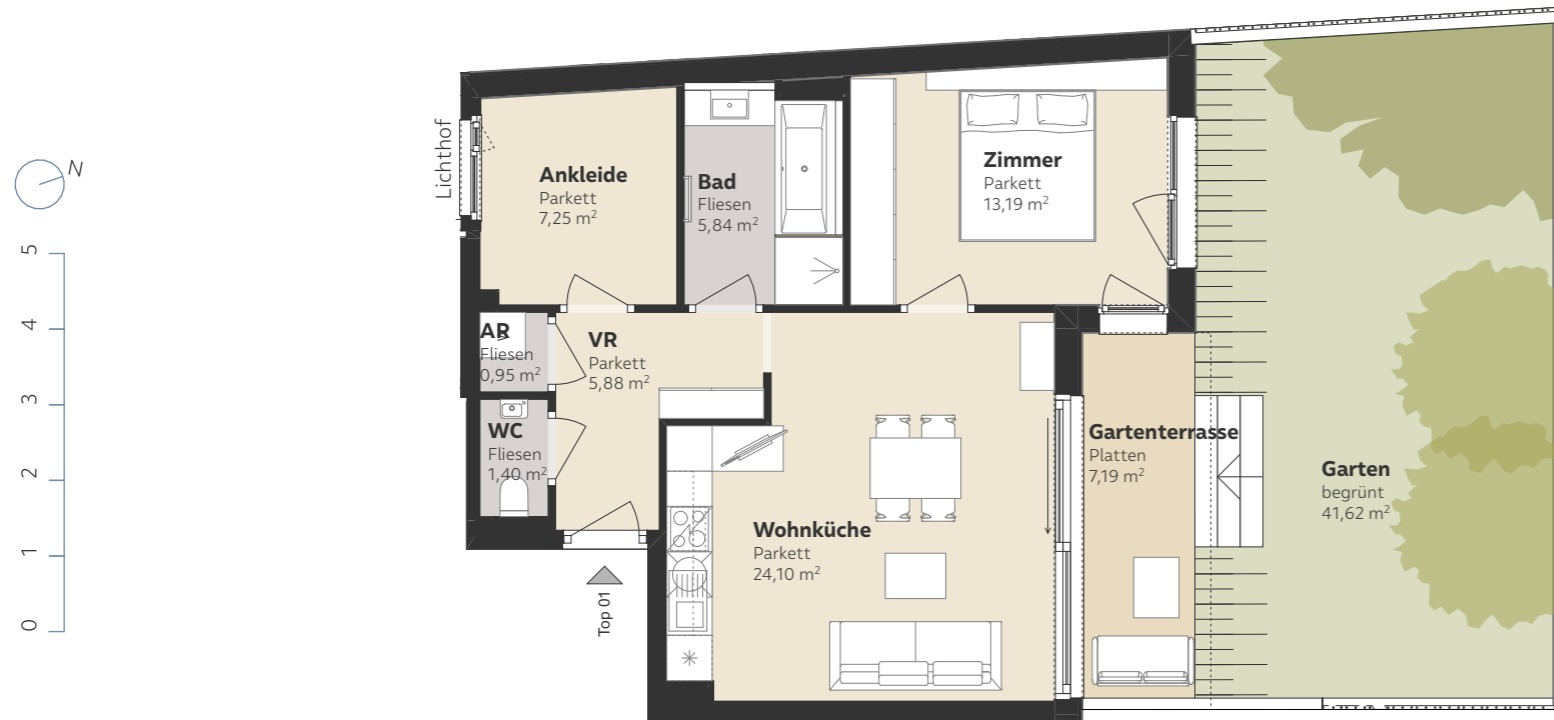 Lichthof
N
Ankleide
Parkett
7,25 m²
Bad
Fliesen
5,84 m²
Zimmer
Parkett
13,19 m²
5
4
3
2
1
0
AR
Fliesen
0,95 m²
VR
Parkett
5,88 m²
WC
Fliesen
1,40 m²
Wohnküche
Parkett
24,10 m²
Gartenterrasse
Platten
7,19 m²
Garten
begrünt
41,62 m²
Top 01